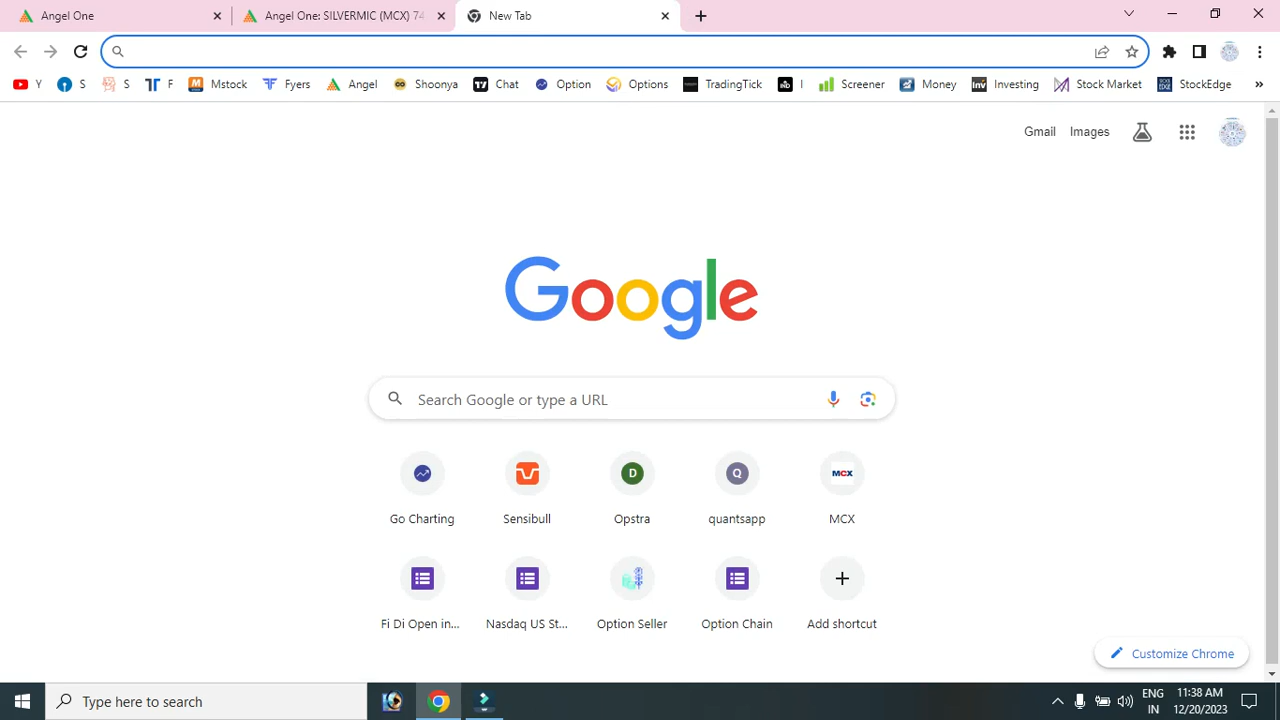 Angel One
Angel One: SILVERMIC (MCX) 74
New Tab
Y S S F Mstock Fyers Angel Shoonya Chat Option Options TradingTick I Screener Money Investing Stock Market StockEdge »
Gmail Images
Google
Search Google or type a URL
Go Charting Sensibull Opstra quantsapp MCX
Fi Di Open in... Nasdaq US St... Option Seller Option Chain Add shortcut
Customize Chrome
Type here to search
ENG
IN
11:38 AM
12/20/2023